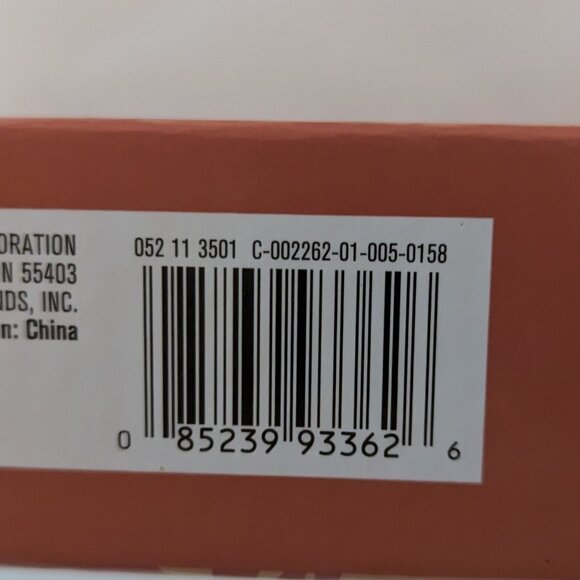 ORATION
N 55403
NDS, INC.
n: China
052 11 3501 C-002262-01-005-0158
0 85239 93362 6